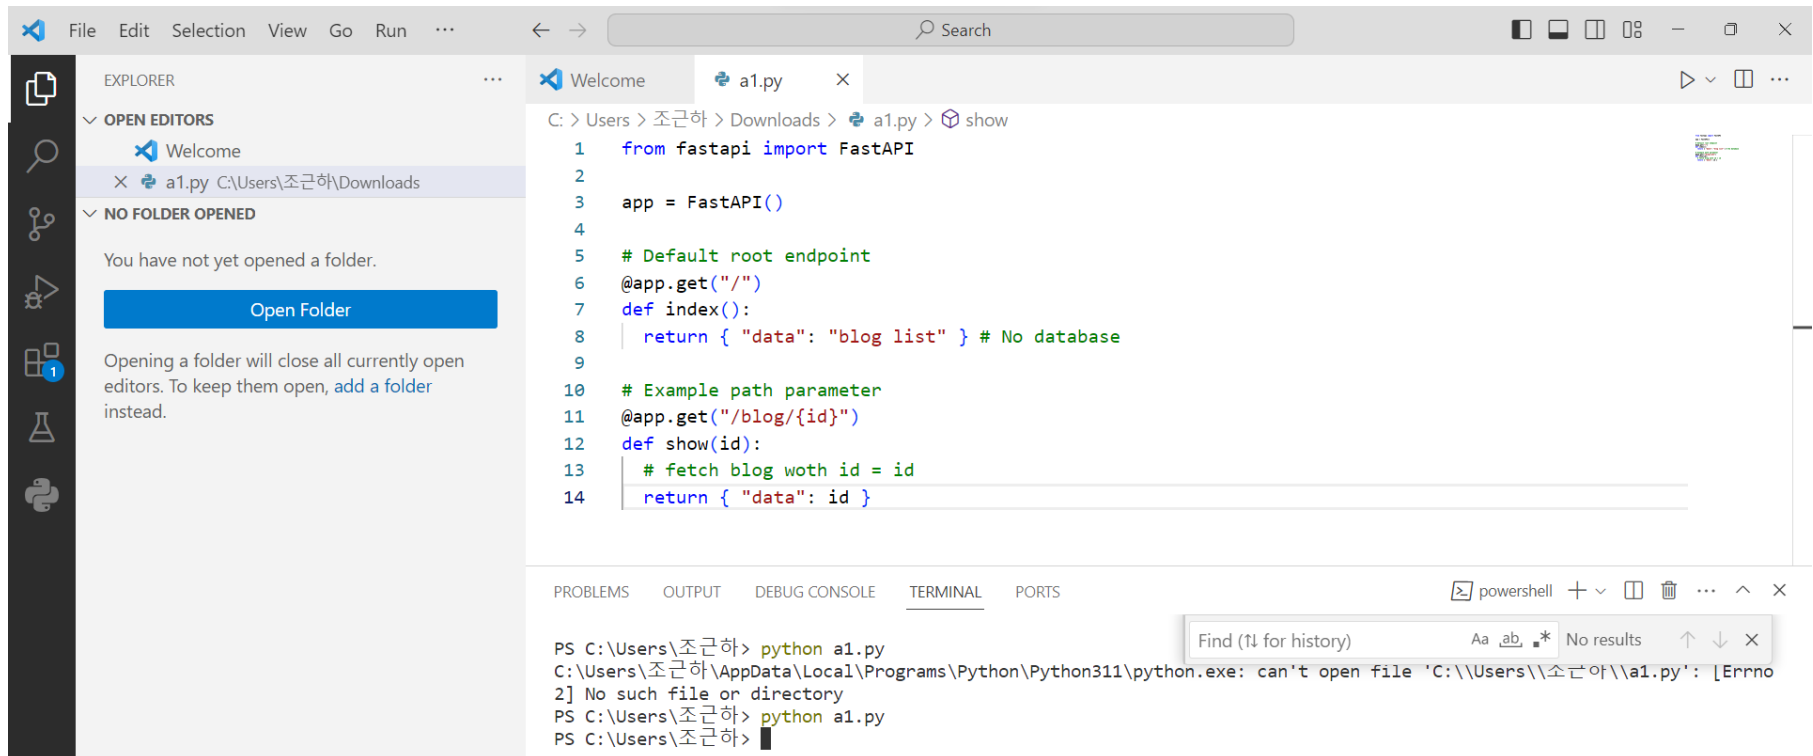 File Edit Selection View Go Run ···
Search
EXPLORER ···
OPEN EDITORS
Welcome
a1.py C:\Users\조근하\Downloads
NO FOLDER OPENED
You have not yet opened a folder.
Open Folder
Opening a folder will close all currently open
editors. To keep them open, add a folder
instead.
1
Welcome
a1.py
C: > Users > 조근하 > Downloads > a1.py > show
1 from fastapi import FastAPI
2
3 app = FastAPI()
4
5 # Default root endpoint
6 @app.get("/")
7 def index():
8 return { "data": "blog list" } # No database
9
10 # Example path parameter
11 @app.get("/blog/{id}")
12 def show(id):
13 # fetch blog woth id = id
14 return { "data": id }
PROBLEMS OUTPUT DEBUG CONSOLE TERMINAL PORTS
powershell
Find (⇅ for history) Aa ab, .* No results
PS C:\Users\조근하> python a1.py
C:\Users\조근하\AppData\Local\Programs\Python\Python311\python.exe: can't open file 'C:\\Users\\조근하\\a1.py': [Errno
2] No such file or directory
PS C:\Users\조근하> python a1.py
PS C:\Users\조근하>